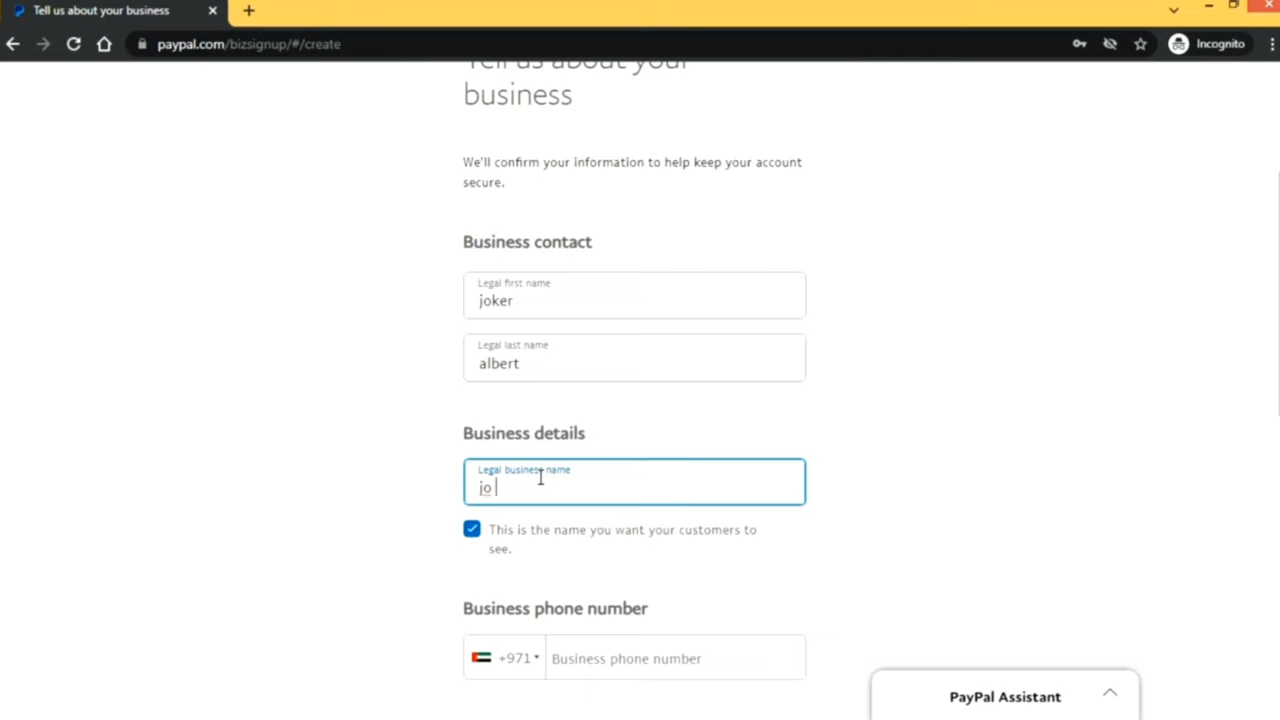 Tell us about your business
paypal.com/bizsignup/#/create
Incognito
Tell us about your
business
We'll confirm your information to help keep your account
secure.
Business contact
Legal first name
joker
Legal last name
albert
Business details
Legal business name
jo
This is the name you want your customers to
see.
Business phone number
+971
Business phone number
PayPal Assistant